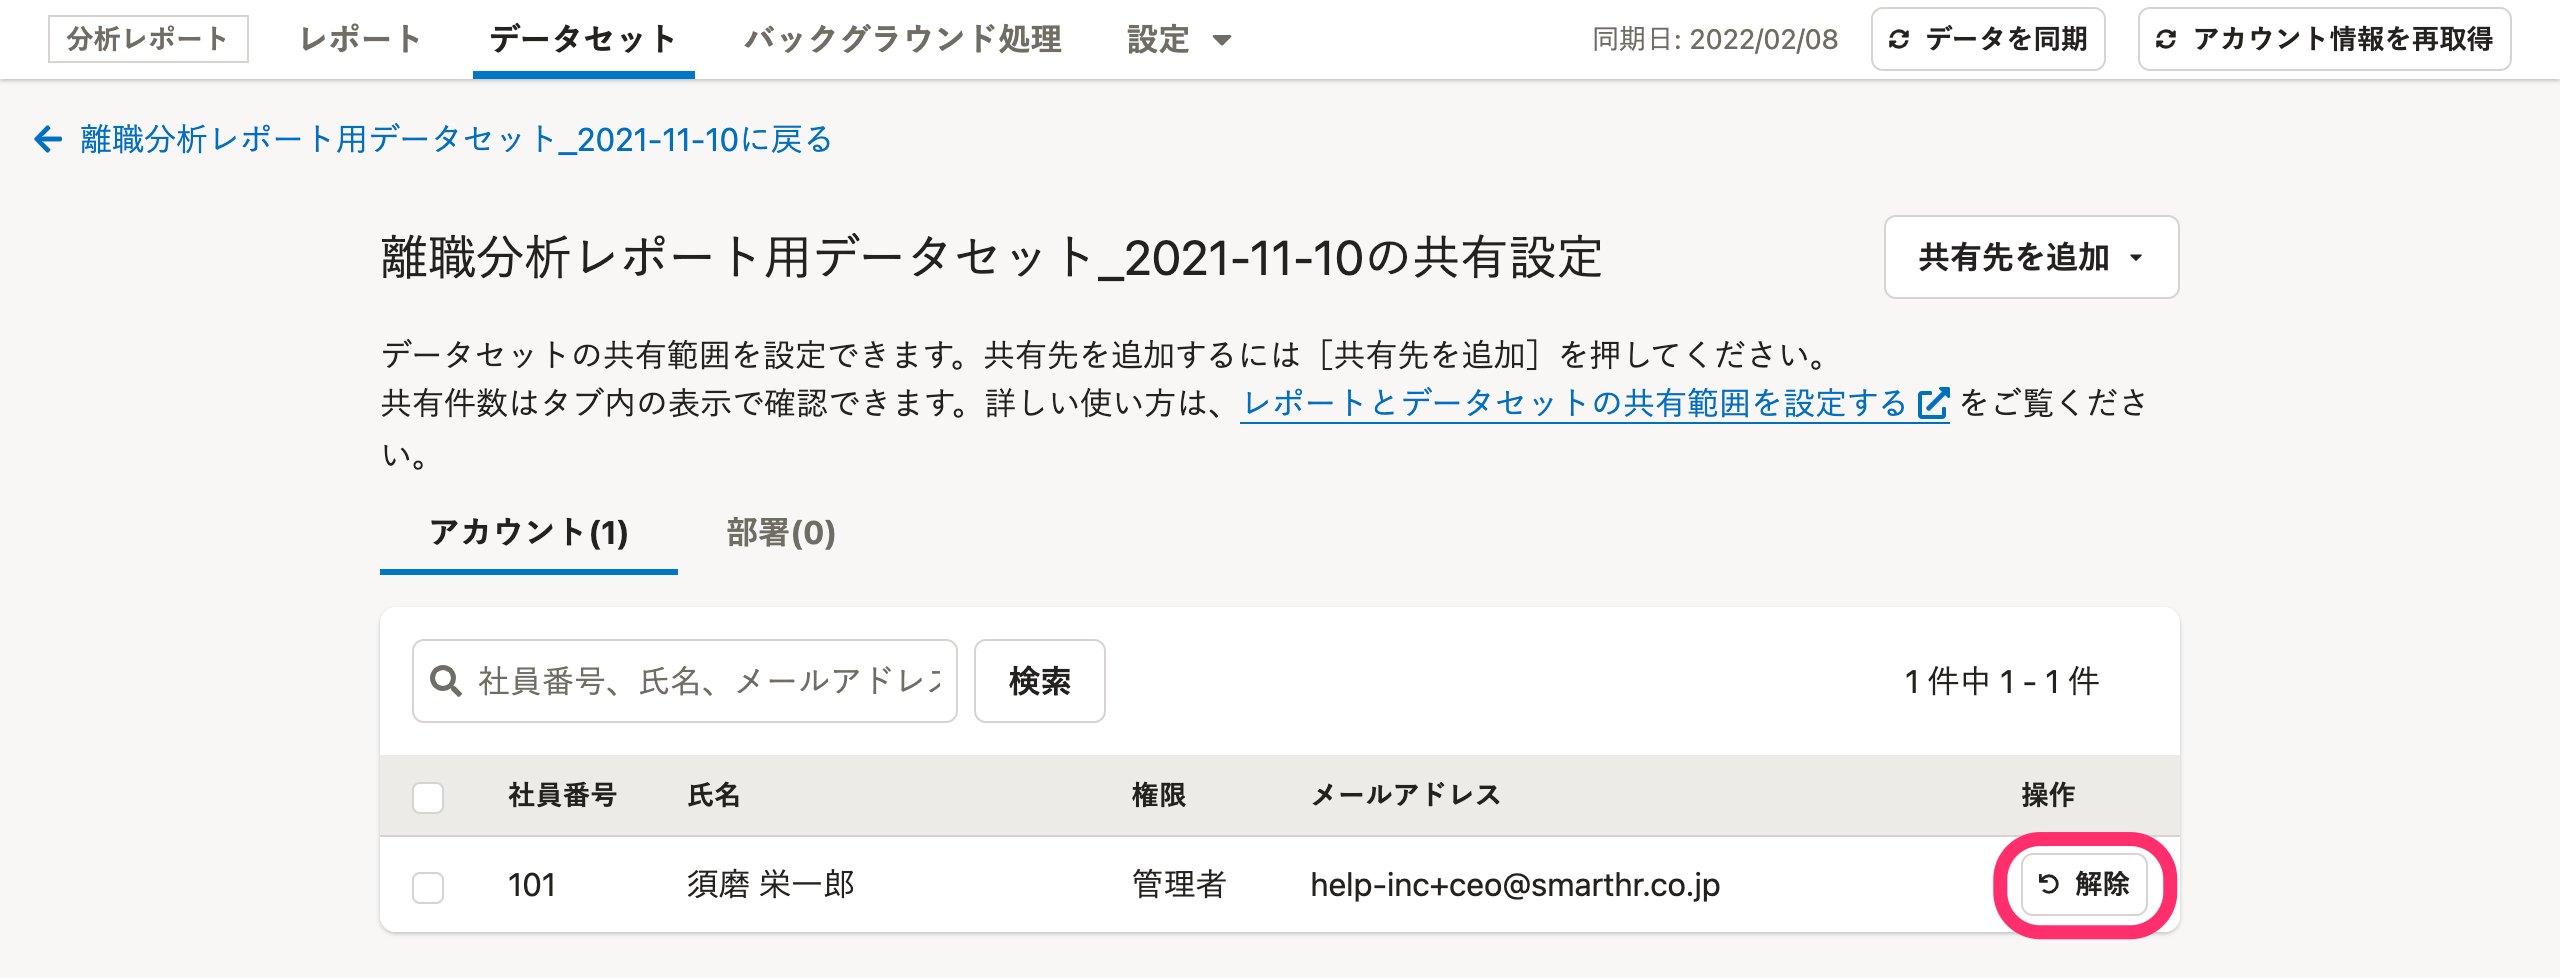 分析レポート レポート データセット バックグラウンド処理 設定 同期日: 2022/02/08 データを同期 アカウント情報を再取得
離職分析レポート用データセット_2021-11-10に戻る
離職分析レポート用データセット_2021-11-10の共有設定 共有先を追加
データセットの共有範囲を設定できます。共有先を追加するには［共有先を追加］を押してください。
共有件数はタブ内の表示で確認できます。詳しい使い方は、レポートとデータセットの共有範囲を設定する をご覧くださ
い。
アカウント(1) 部署(0)
社員番号、氏名、メールアドレス 検索 1 件中 1 - 1 件
社員番号 氏名 権限 メールアドレス 操作
101 須磨 栄一郎 管理者 help-inc+ceo@smarthr.co.jp 解除